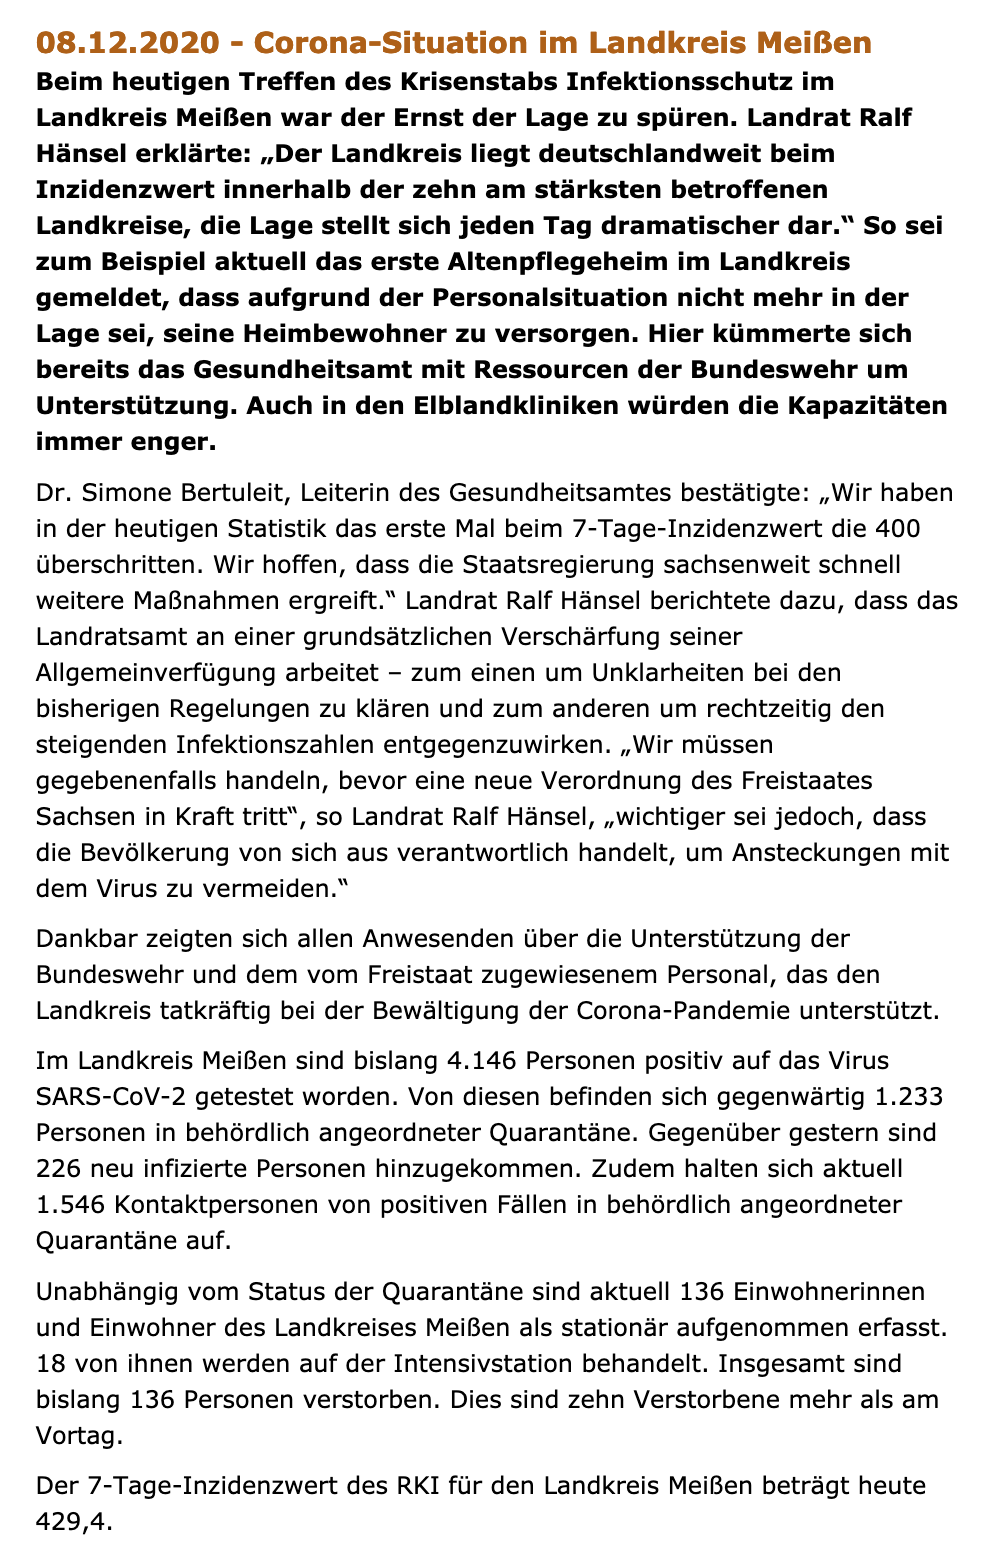 08.12.2020 - Corona-Situation im Landkreis Meißen
Beim heutigen Treffen des Krisenstabs Infektionsschutz im
Landkreis Meißen war der Ernst der Lage zu spüren. Landrat Ralf
Hänsel erklärte: „Der Landkreis liegt deutschlandweit beim
Inzidenzwert innerhalb der zehn am stärksten betroffenen
Landkreise, die Lage stellt sich jeden Tag dramatischer dar.“ So sei
zum Beispiel aktuell das erste Altenpflegeheim im Landkreis
gemeldet, dass aufgrund der Personalsituation nicht mehr in der
Lage sei, seine Heimbewohner zu versorgen. Hier kümmerte sich
bereits das Gesundheitsamt mit Ressourcen der Bundeswehr um
Unterstützung. Auch in den Elblandkliniken würden die Kapazitäten
immer enger.
Dr. Simone Bertuleit, Leiterin des Gesundheitsamtes bestätigte: „Wir haben
in der heutigen Statistik das erste Mal beim 7-Tage-Inzidenzwert die 400
überschritten. Wir hoffen, dass die Staatsregierung sachsenweit schnell
weitere Maßnahmen ergreift.“ Landrat Ralf Hänsel berichtete dazu, dass das
Landratsamt an einer grundsätzlichen Verschärfung seiner
Allgemeinverfügung arbeitet – zum einen um Unklarheiten bei den
bisherigen Regelungen zu klären und zum anderen um rechtzeitig den
steigenden Infektionszahlen entgegenzuwirken. „Wir müssen
gegebenenfalls handeln, bevor eine neue Verordnung des Freistaates
Sachsen in Kraft tritt“, so Landrat Ralf Hänsel, „wichtiger sei jedoch, dass
die Bevölkerung von sich aus verantwortlich handelt, um Ansteckungen mit
dem Virus zu vermeiden.“
Dankbar zeigten sich allen Anwesenden über die Unterstützung der
Bundeswehr und dem vom Freistaat zugewiesenem Personal, das den
Landkreis tatkräftig bei der Bewältigung der Corona-Pandemie unterstützt.
Im Landkreis Meißen sind bislang 4.146 Personen positiv auf das Virus
SARS-CoV-2 getestet worden. Von diesen befinden sich gegenwärtig 1.233
Personen in behördlich angeordneter Quarantäne. Gegenüber gestern sind
226 neu infizierte Personen hinzugekommen. Zudem halten sich aktuell
1.546 Kontaktpersonen von positiven Fällen in behördlich angeordneter
Quarantäne auf.
Unabhängig vom Status der Quarantäne sind aktuell 136 Einwohnerinnen
und Einwohner des Landkreises Meißen als stationär aufgenommen erfasst.
18 von ihnen werden auf der Intensivstation behandelt. Insgesamt sind
bislang 136 Personen verstorben. Dies sind zehn Verstorbene mehr als am
Vortag.
Der 7-Tage-Inzidenzwert des RKI für den Landkreis Meißen beträgt heute
429,4.